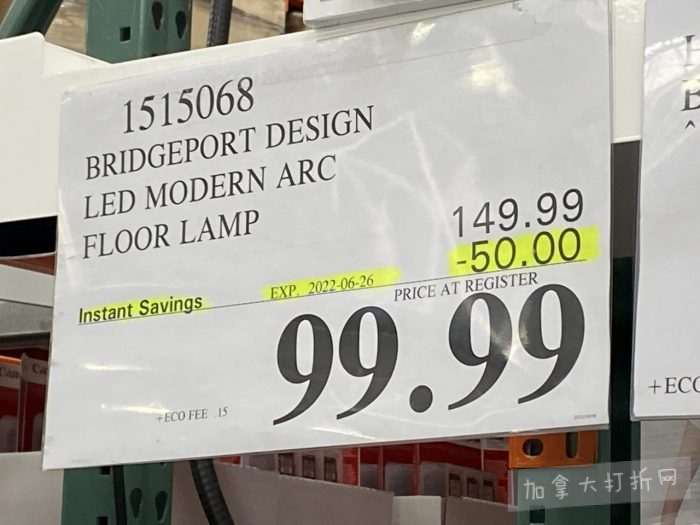 1515068
BRIDGEPORT DESIGN
LED MODERN ARC
FLOOR LAMP
149.99
-50.00
Instant Savings
EXP. 2022-06-26
PRICE AT REGISTER
99.99
+ECO FEE .15
+ECO
加拿大打折网